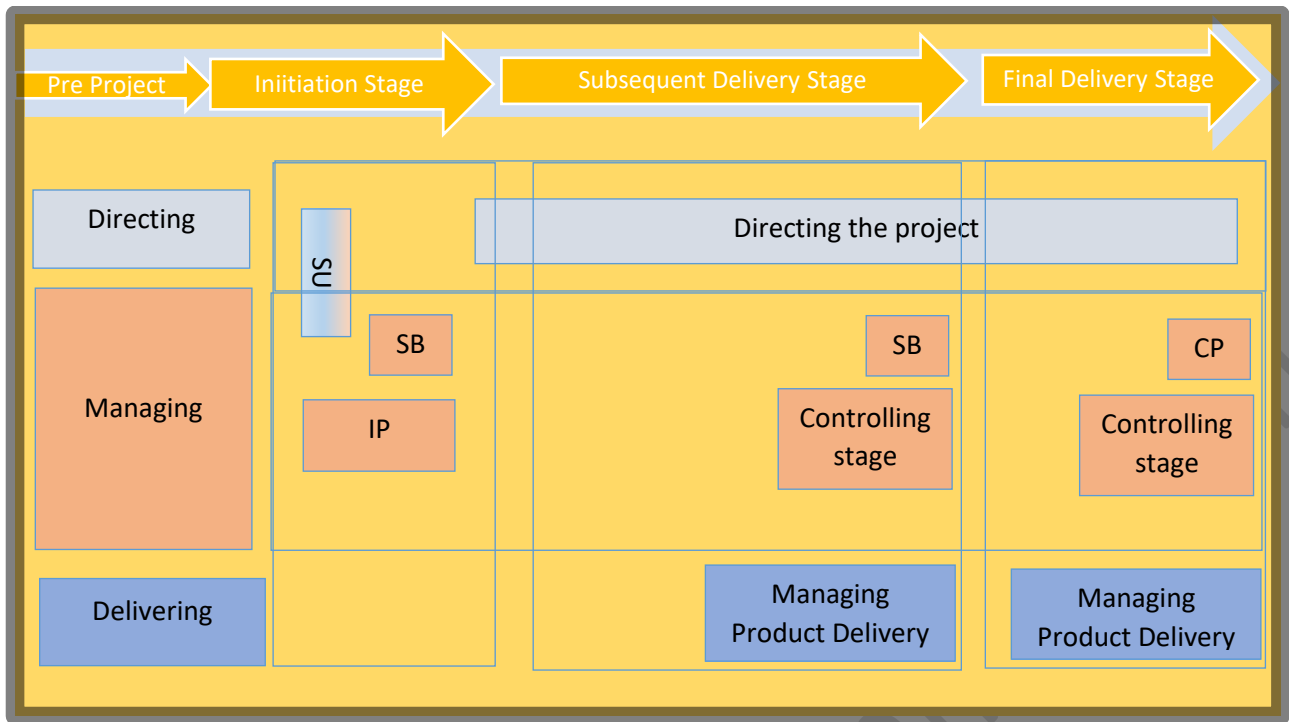 Pre Project
Iniitiation Stage
Subsequent Delivery Stage
Final Delivery Stage
Directing
SU
Directing the project
Managing
SB
SB
CP
IP
Controlling
stage
Controlling
stage
Delivering
Managing
Product Delivery
Managing
Product Delivery